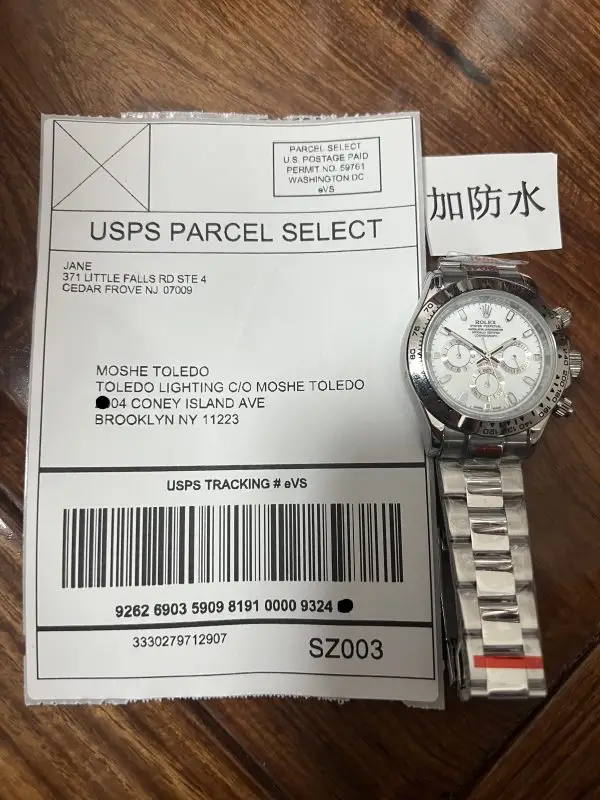 PARCEL SELECT
U.S. POSTAGE PAID
PERMIT NO. 59761
WASHINGTON DC
eVS
USPS PARCEL SELECT
JANE
371 LITTLE FALLS RD STE 4
CEDAR FROVE NJ 07009
MOSHE TOLEDO
TOLEDO LIGHTING C/O MOSHE TOLEDO
04 CONEY ISLAND AVE
BROOKLYN NY 11223
USPS TRACKING # eVS
9262 6903 5909 8191 0000 9324
3330279712907
SZ003
加防水
ROLEX